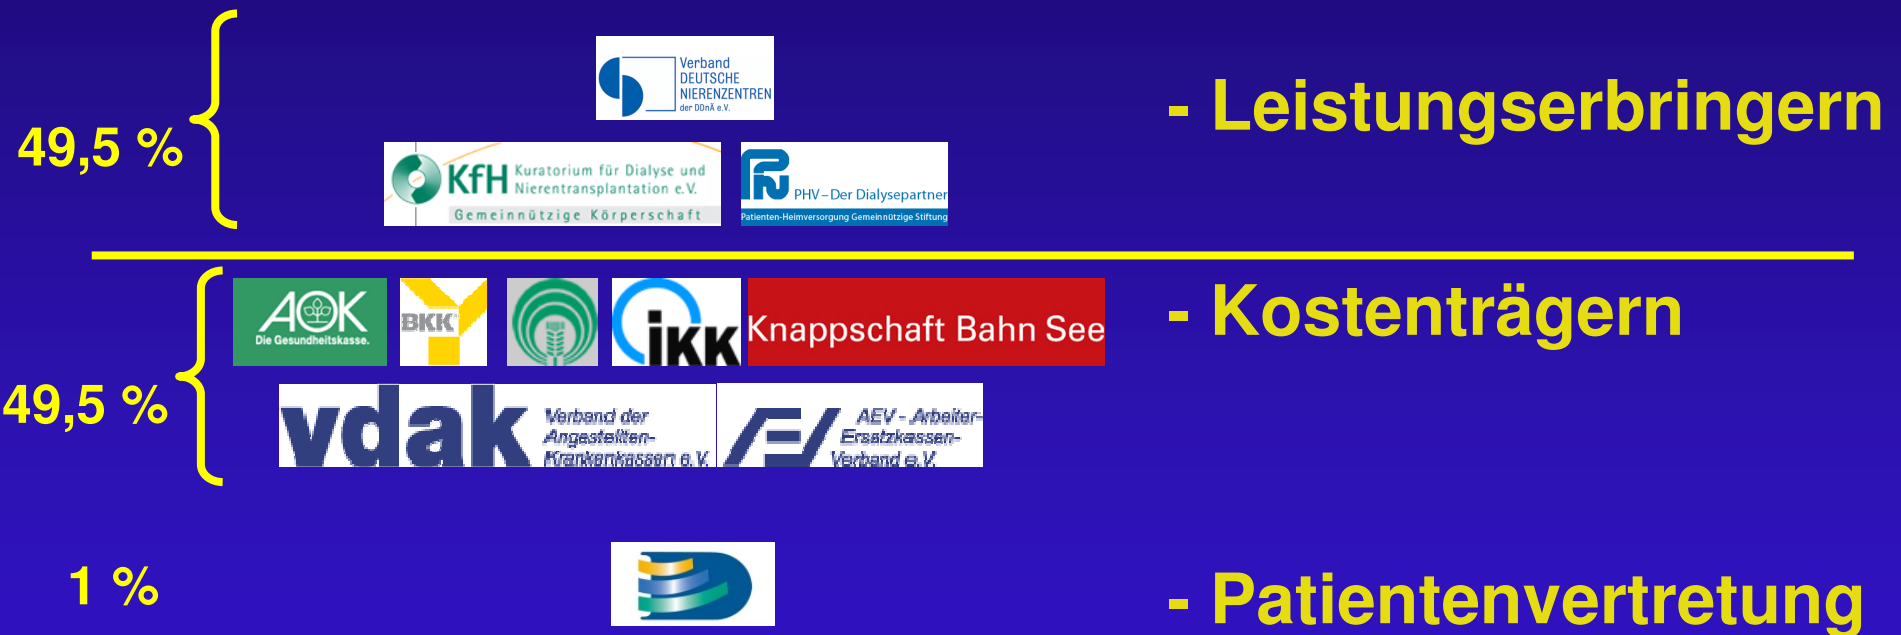 49,5 %
Verband
DEUTSCHE
NIERENZENTREN
der DDnÄ e.V.
- Leistungserbringern
KfH Kuratorium für Dialyse und
Nierentransplantation e.V.
Gemeinnützige Körperschaft
PHV – Der Dialysepartner
Patienten-Heimversorgung Gemeinnützige Stiftung
49,5 %
AOK
Die Gesundheitskasse.
BKK
iKK
Knappschaft Bahn See
- Kostenträgern
vdak Verband der
Angestellten-
Krankenkassen e.V.
AEV - Arbeiter-
Ersatzkassen-
Verband e.V.
1 %
- Patientenvertretung